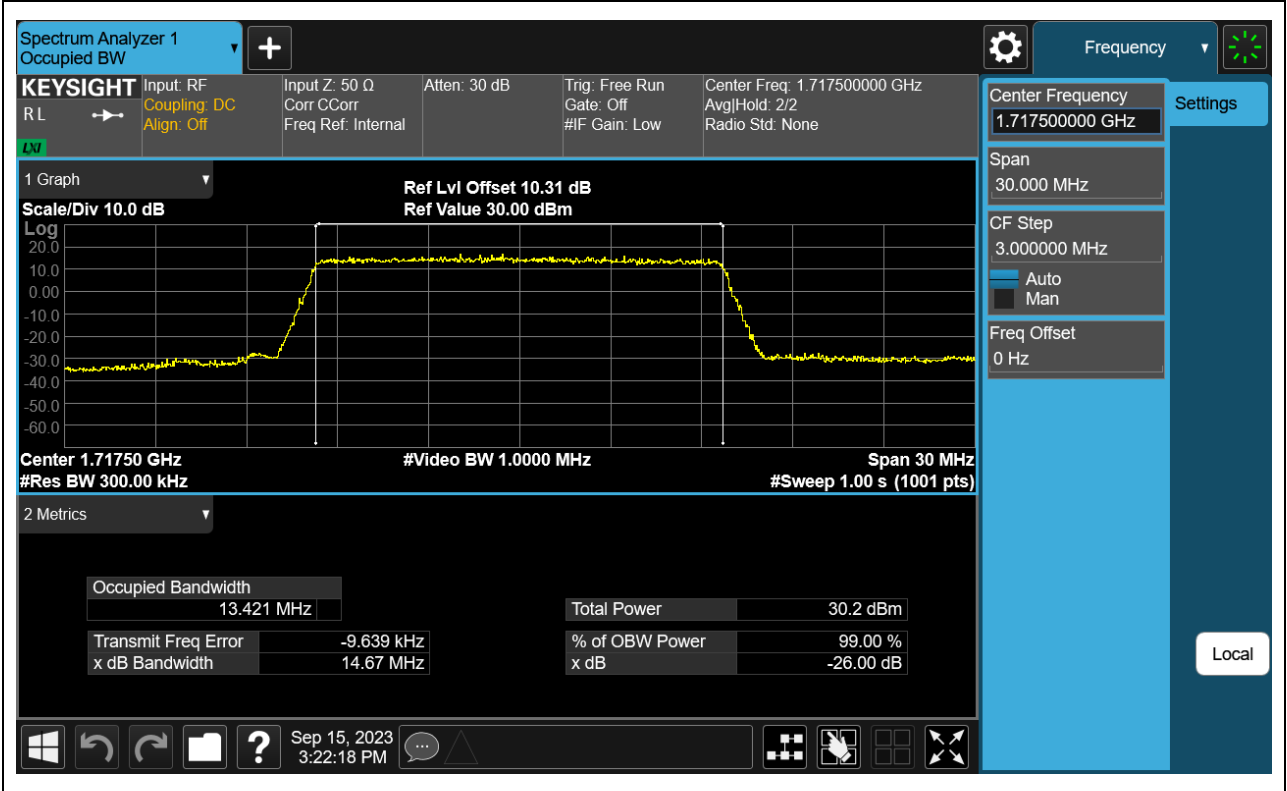 Spectrum Analyzer 1
Occupied BW
▼
+
Frequency
▼
KEYSIGHT
R L
LXI
Input: RF
Coupling: DC
Align: Off
Input Z: 50 Ω
Corr CCorr
Freq Ref: Internal
Atten: 30 dB
Trig: Free Run
Gate: Off
#IF Gain: Low
Center Freq: 1.717500000 GHz
Avg|Hold: 2/2
Radio Std: None
Center Frequency
1.717500000 GHz
Settings
Span
30.000 MHz
CF Step
3.000000 MHz
Auto
Man
Freq Offset
0 Hz
Local
1 Graph ▼
Ref Lvl Offset 10.31 dB
Scale/Div 10.0 dB Ref Value 30.00 dBm
Log
20.0
10.0
0.00
-10.0
-20.0
-30.0
-40.0
-50.0
-60.0
Center 1.71750 GHz #Video BW 1.0000 MHz Span 30 MHz
#Res BW 300.00 kHz #Sweep 1.00 s (1001 pts)
2 Metrics ▼
Occupied Bandwidth
13.421 MHz Total Power 30.2 dBm
Transmit Freq Error -9.639 kHz % of OBW Power 99.00 %
x dB Bandwidth 14.67 MHz x dB -26.00 dB
? Sep 15, 2023
3:22:18 PM